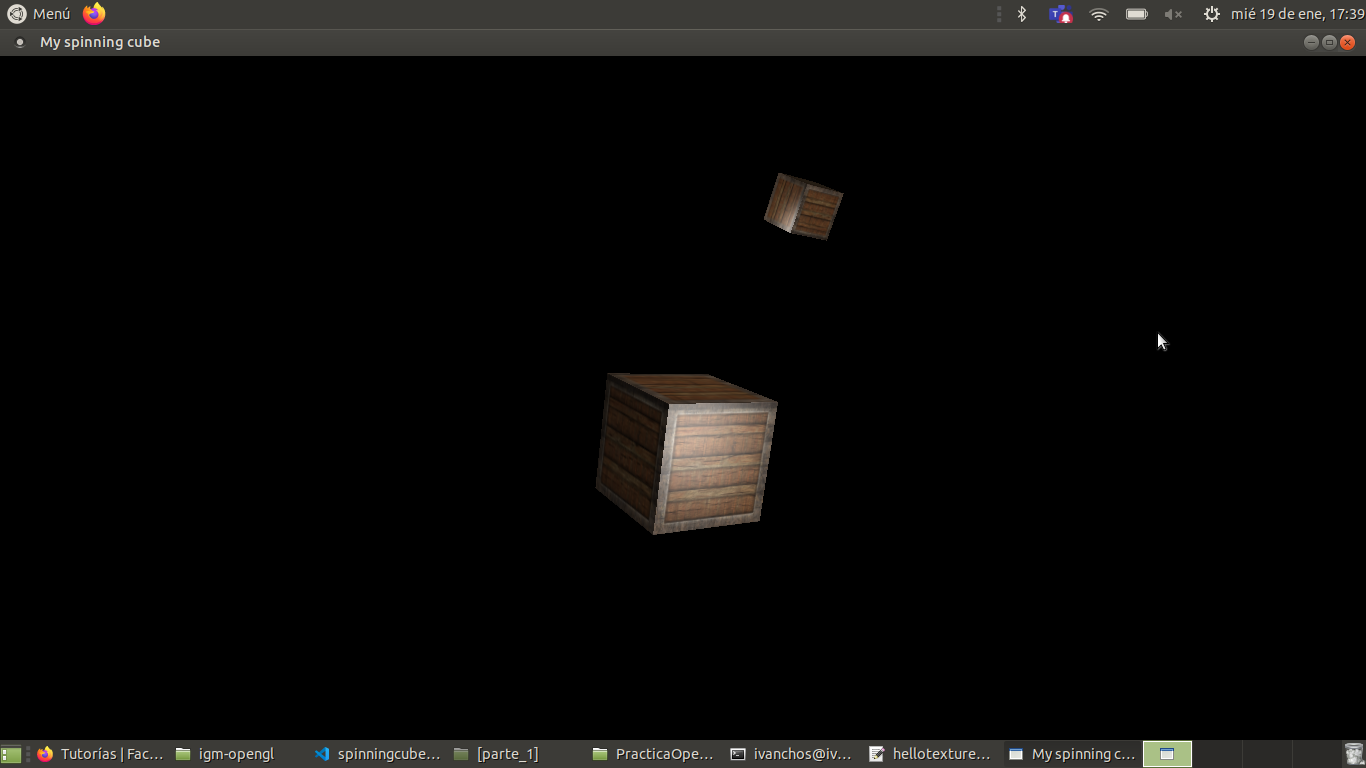 Menú
mié 19 de ene, 17:39
My spinning cube
Tutorías | Fac...
igm-opengl
spinningcube...
[parte_1]
PracticaOpe...
ivanchos@iv...
hellotexture...
My spinning c...